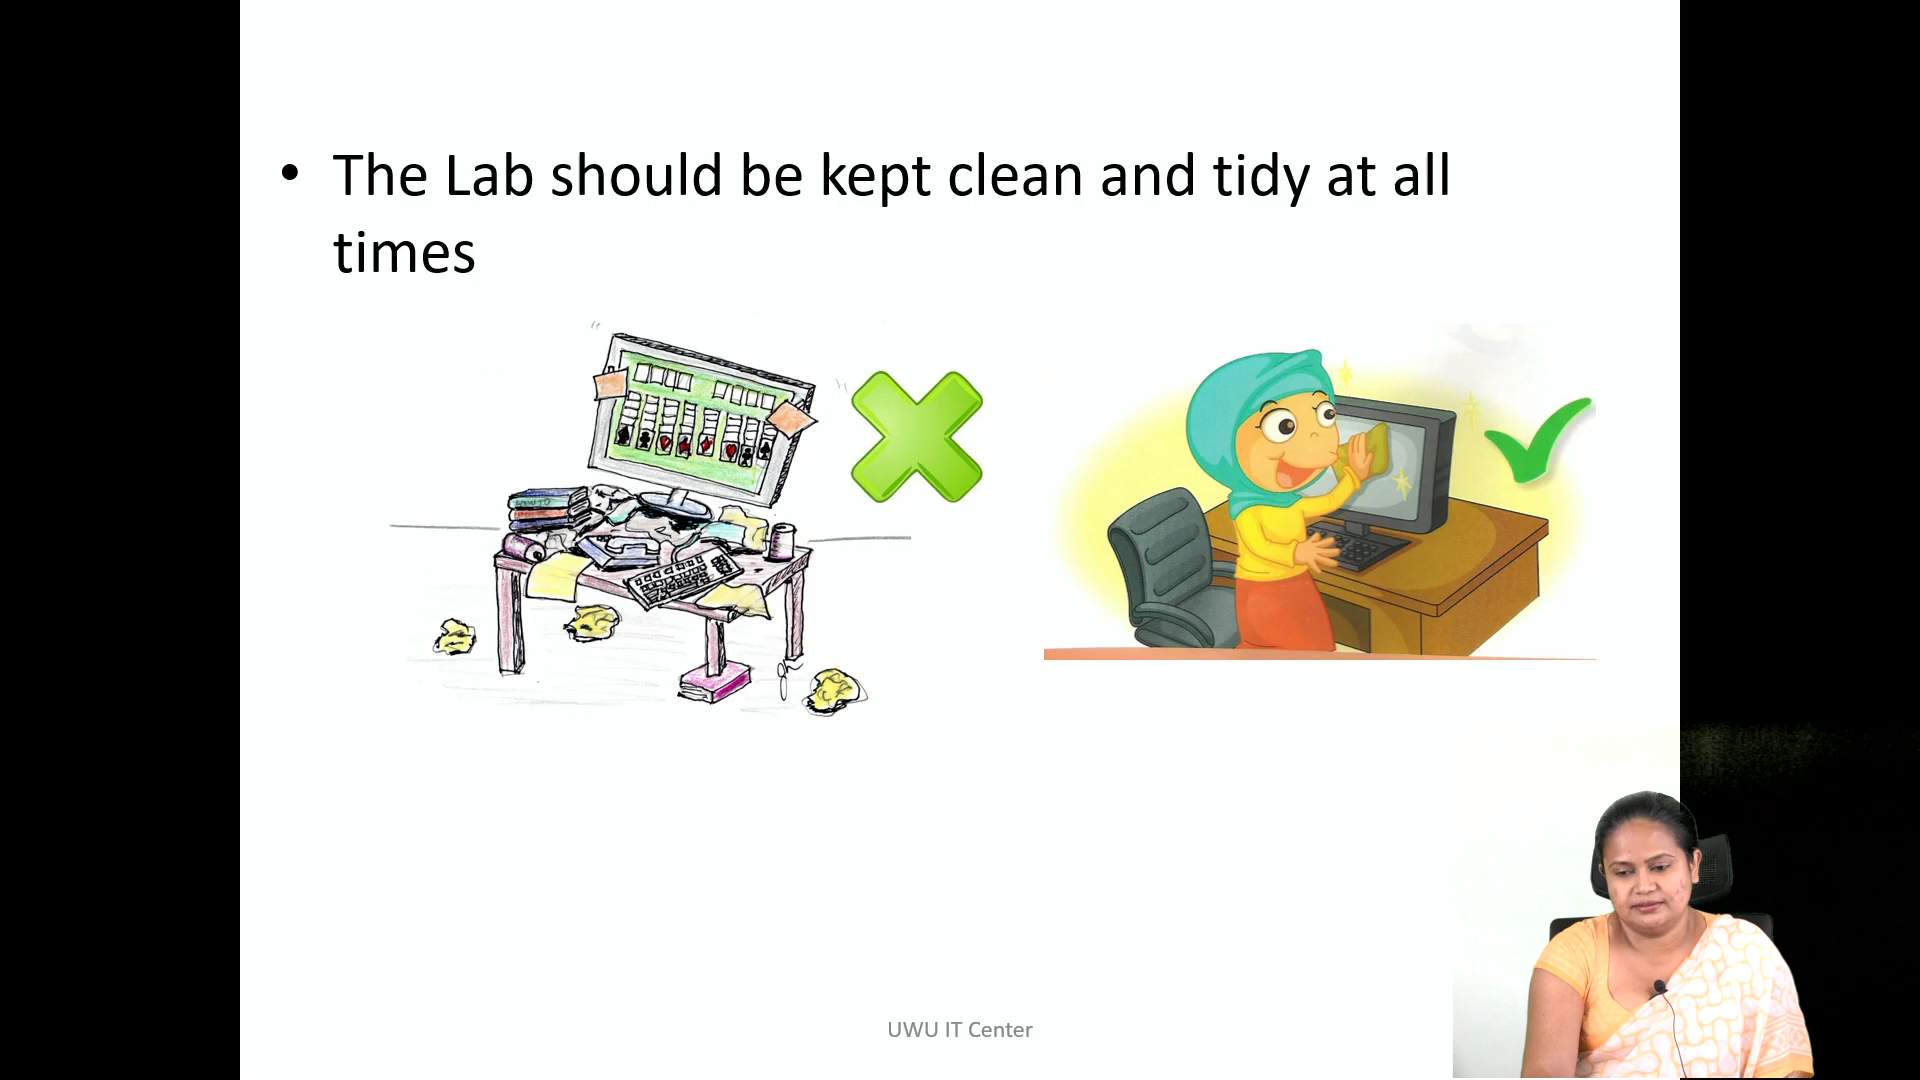 • The Lab should be kept clean and tidy at all
times
UWU IT Center